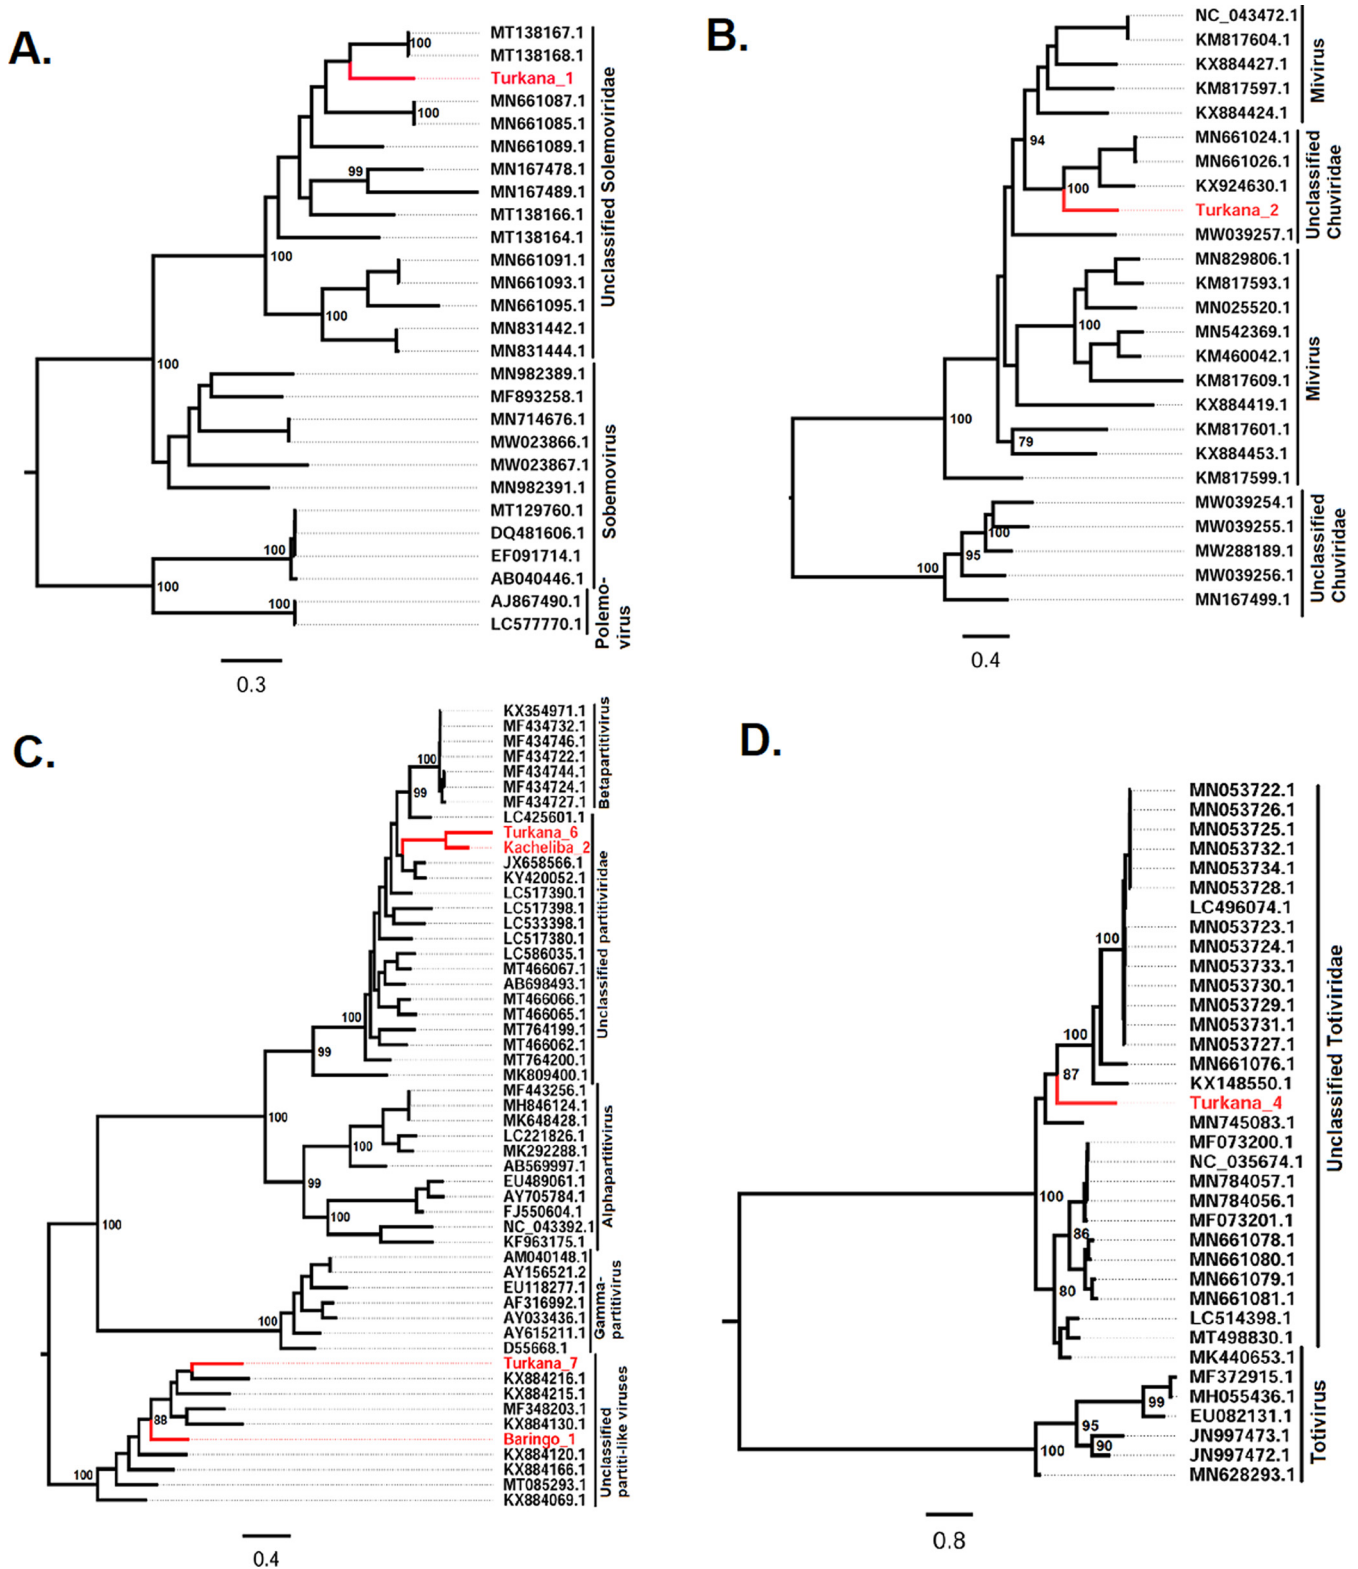 A.
MT138167.1
100
MT138168.1
Turkana_1
MN661087.1
100
MN661085.1
MN661089.1
99
MN167478.1
MN167489.1
MT138166.1
MT138164.1
100
MN661091.1
MN661093.1
MN661095.1
100
MN831442.1
MN831444.1
100
MN982389.1
MF893258.1
MN714676.1
MW023866.1
MW023867.1
MN982391.1
MT129760.1
DQ481606.1
100
EF091714.1
AB040446.1
100
AJ867490.1
100
LC577770.1
Unclassified Solemoviridae
Sobemovirus
Polemo-
virus
0.3
B.
NC_043472.1
KM817604.1
KX884427.1
KM817597.1
KX884424.1
94
MN661024.1
MN661026.1
KX924630.1
100
Turkana_2
MW039257.1
MN829806.1
KM817593.1
MN025520.1
100
MN542369.1
KM460042.1
KM817609.1
KX884419.1
100
KM817601.1
79
KX884453.1
KM817599.1
MW039254.1
MW039255.1
100
MW288189.1
95
100
MW039256.1
MN167499.1
Mivirus
Unclassified
Chuviridae
Mivirus
Unclassified
Chuviridae
0.4
C.
KX354971.1
MF434732.1
MF434746.1
MF434722.1
100
MF434744.1
MF434724.1
99
MF434727.1
LC425601.1
Turkana_6
Kacheliba_2
JX658566.1
KY420052.1
LC517390.1
LC517398.1
LC533398.1
LC517380.1
LC586035.1
MT466067.1
AB698493.1
MT466066.1
MT466065.1
100
MT764199.1
MT466062.1
99
MT764200.1
MK809400.1
MF443256.1
MH846124.1
100
MK648428.1
LC221826.1
100
MK292288.1
AB569997.1
99
EU489061.1
AY705784.1
FJ550604.1
100
NC_043392.1
100
KF963175.1
AM040148.1
AY156521.2
EU118277.1
AF316992.1
AY033436.1
100
AY615211.1
D55668.1
Turkana_7
KX884216.1
KX884215.1
MF348203.1
88
KX884130.1
Baringo_1
KX884120.1
KX884166.1
100
MT085293.1
KX884069.1
Betapartitivirus
Unclassified partitiviridae
Alphapartitivirus
Gamma-
partitivirus
Unclassified
partiti-like viruses
0.4
D.
MN053722.1
MN053726.1
MN053725.1
MN053732.1
MN053734.1
MN053728.1
LC496074.1
MN053723.1
100
MN053724.1
MN053733.1
MN053730.1
MN053729.1
MN053731.1
100
MN053727.1
MN661076.1
87
KX148550.1
Turkana_4
MN745083.1
MF073200.1
NC_035674.1
MN784057.1
100
MN784056.1
MF073201.1
86
MN661078.1
MN661080.1
MN661079.1
80
MN661081.1
LC514398.1
MT498830.1
MK440653.1
MF372915.1
MH055436.1
99
EU082131.1
95
JN997473.1
90
100
JN997472.1
MN628293.1
Unclassified Totiviridae
Totivirus
0.8